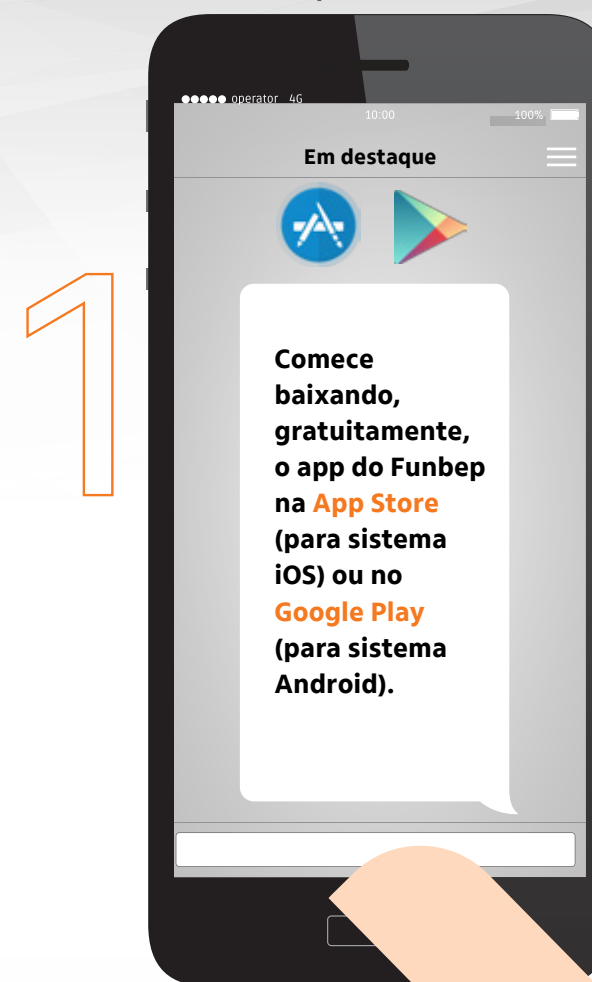 operator 4G
10:00
100%
Em destaque
1
Comece
baixando,
gratuitamente,
o app do Funbep
na App Store
(para sistema
iOS) ou no
Google Play
(para sistema
Android).